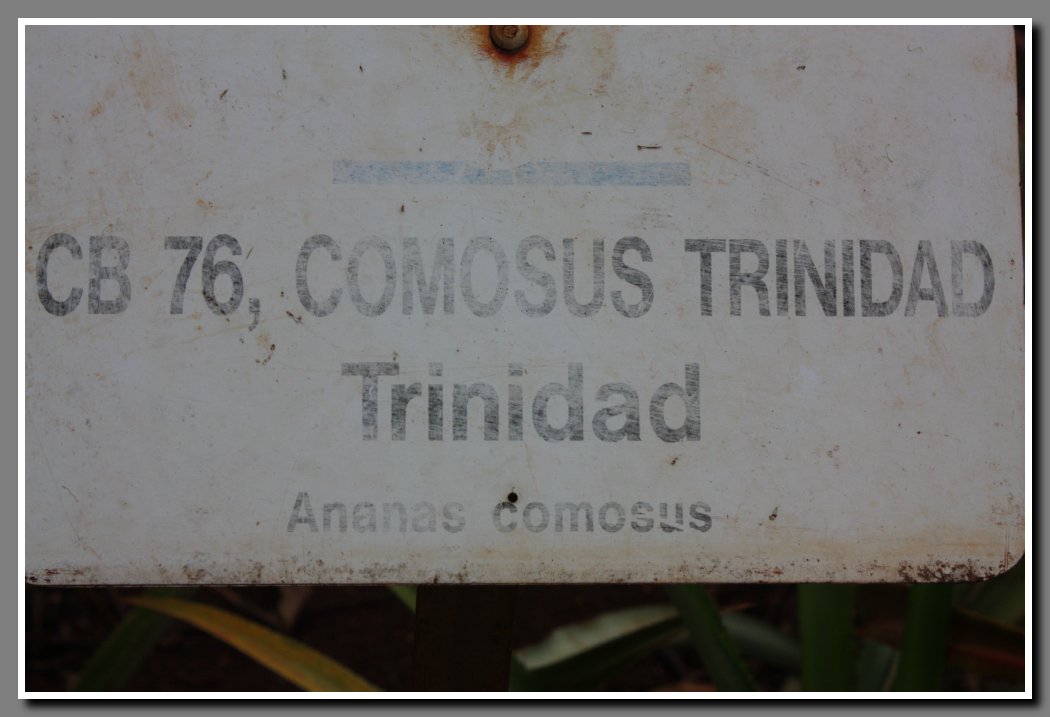 CB 76, COMOSUS TRINIDAD
Trinidad
Ananas comosus